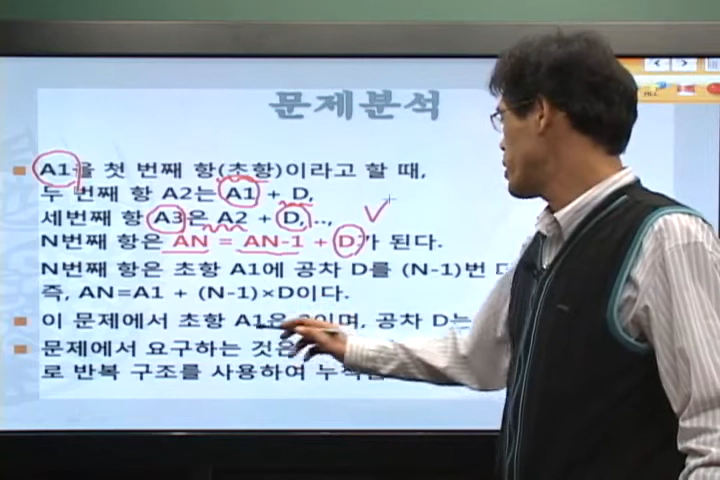 문제분석
A1을 첫 번째 항(초항)이라고 할 때,
두 번째 항 A2는 A1 + D,
세번째 항 A3은 A2 + D, ..,
N번째 항은 AN = AN-1 + D가 된다.
N번째 항은 초항 A1에 공차 D를 (N-1)번
즉, AN=A1 + (N-1)×D이다.
이 문제에서 초항 A1은 이며, 공차 D는
문제에서 요구하는 것은
로 반복 구조를 사용하여